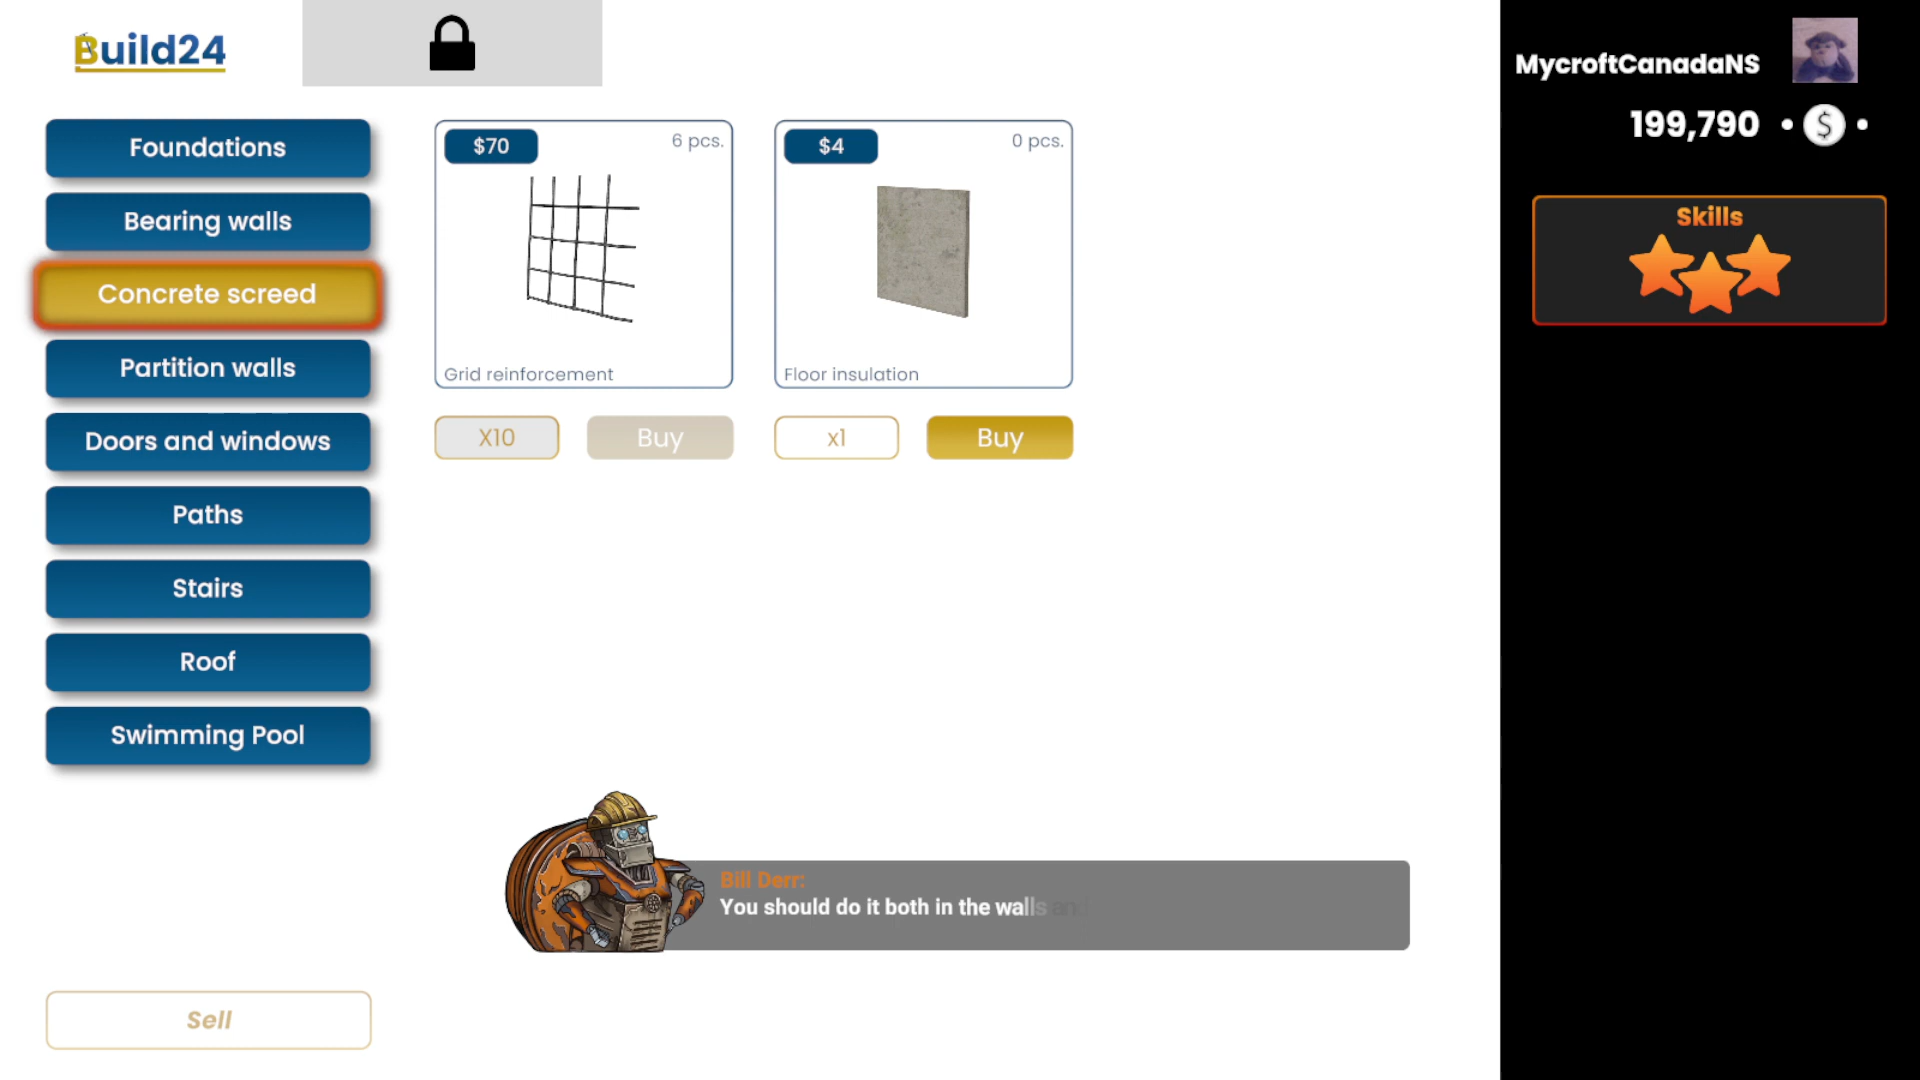 Build24
MycroftCanadaNS
199,790
$
Skills
Foundations
Bearing walls
Concrete screed
Partition walls
Doors and windows
Paths
Stairs
Roof
Swimming Pool
Sell
$70
6 pcs.
Grid reinforcement
X10
Buy
$4
0 pcs.
Floor insulation
x1
Buy
Bill Derr:
You should do it both in the walls and